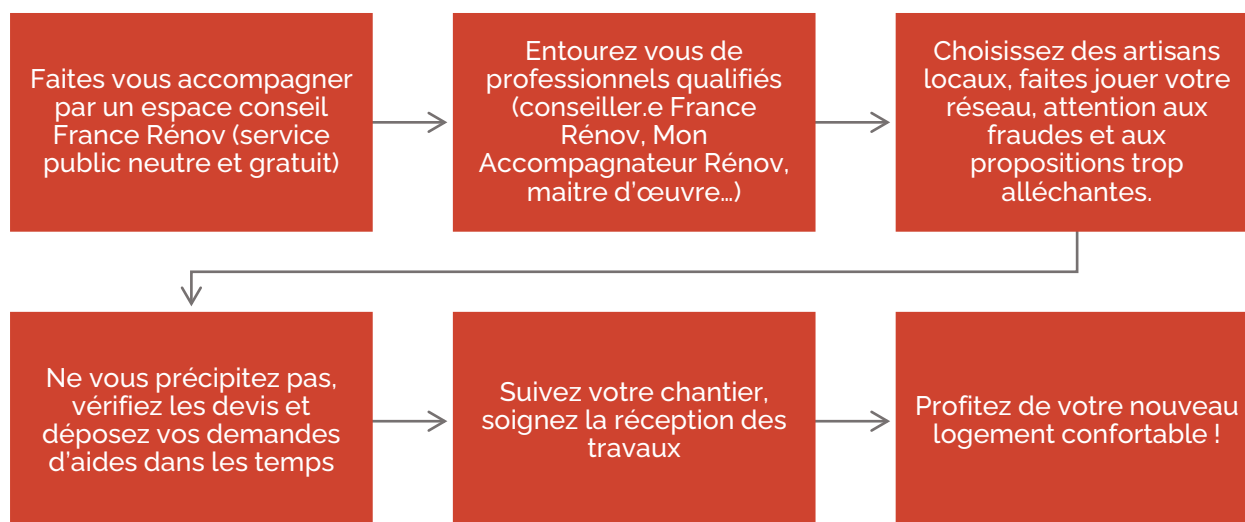 Faites vous accompagner
par un espace conseil
France Rénov (service
public neutre et gratuit)
Entourez vous de
professionnels qualifiés
(conseiller.e France
Rénov, Mon
Accompagnateur Rénov,
maitre d’œuvre…)
Choisissez des artisans
locaux, faites jouer votre
réseau, attention aux
fraudes et aux
propositions trop
alléchantes.
Ne vous précipitez pas,
vérifiez les devis et
déposez vos demandes
d’aides dans les temps
Suivez votre chantier,
soignez la réception des
travaux
Profitez de votre nouveau
logement confortable !